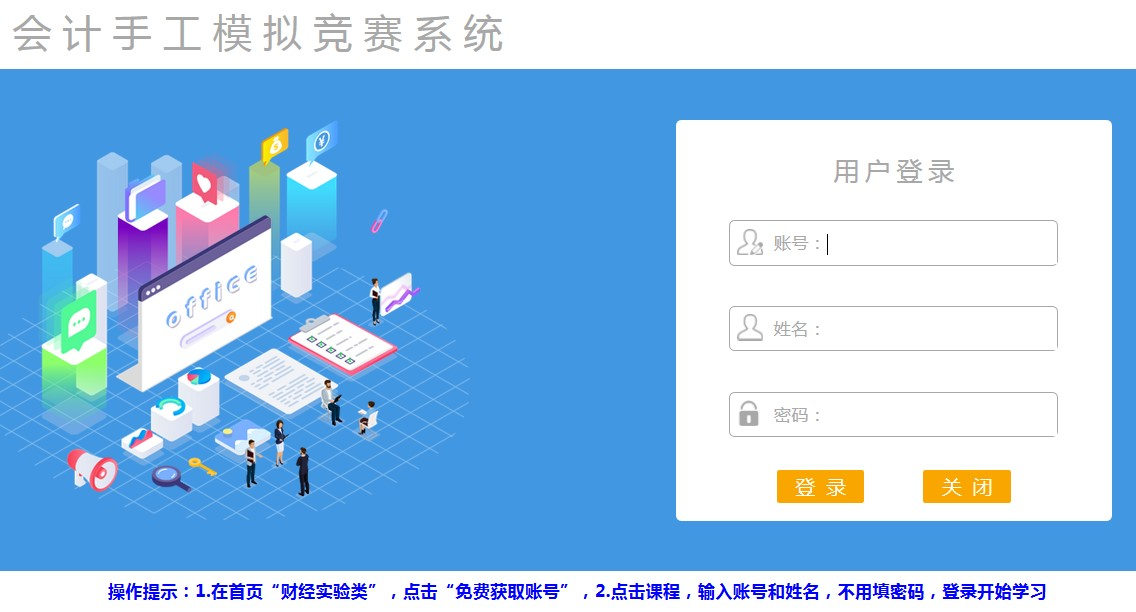 会计手工模拟竞赛系统
用户登录
office
账号：
姓名：
密码：
登 录
关 闭
操作提示：1.在首页“财经实验类”，点击“免费获取账号”，2.点击课程，输入账号和姓名，不用填密码，登录开始学习